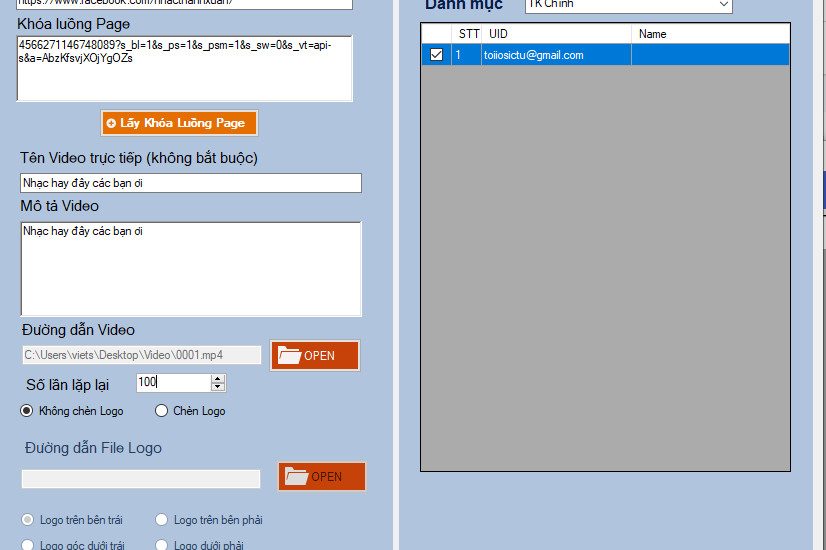 https://www.facebook.com/nhacthanhxuan/
Khóa luồng Page
4566271146748089?s_bl=1&s_ps=1&s_psm=1&s_sw=0&s_vt=api-
s&a=AbzKfsvjXOjYgOZs
Lấy Khóa Luồng Page
Tên Video trực tiếp (không bắt buộc)
Nhạc hay đây các bạn ơi
Mô tả Video
Nhạc hay đây các bạn ơi
Đường dẫn Video
C:\Users\viets\Desktop\Video\0001.mp4
OPEN
Số lần lặp lại
100
Không chèn Logo
Chèn Logo
Đường dẫn File Logo
OPEN
Logo trên bên trái
Logo trên bên phải
Logo góc dưới trái
Logo dưới phải
Danh mục
TK Chính
STT UID Name
1 toiiosictu@gmail.com